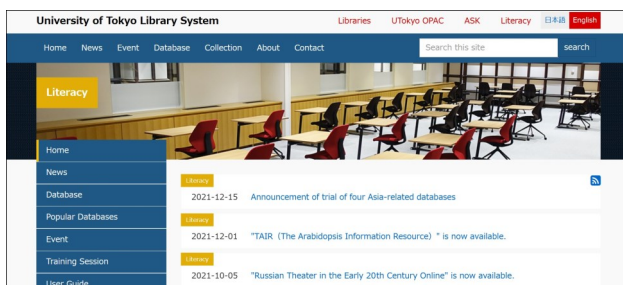 University of Tokyo Library System
Libraries UTokyo OPAC ASK Literacy 日本語 English
Home News Event Database Collection About Contact Search this site search
Literacy
Home
News
Database
Popular Databases
Event
Training Session
User Guide
Literacy
2021-12-15 Announcement of trial of four Asia-related databases
Literacy
2021-12-01 "TAIR（The Arabidopsis Information Resource）" is now available.
Literacy
2021-10-05 "Russian Theater in the Early 20th Century Online" is now available.